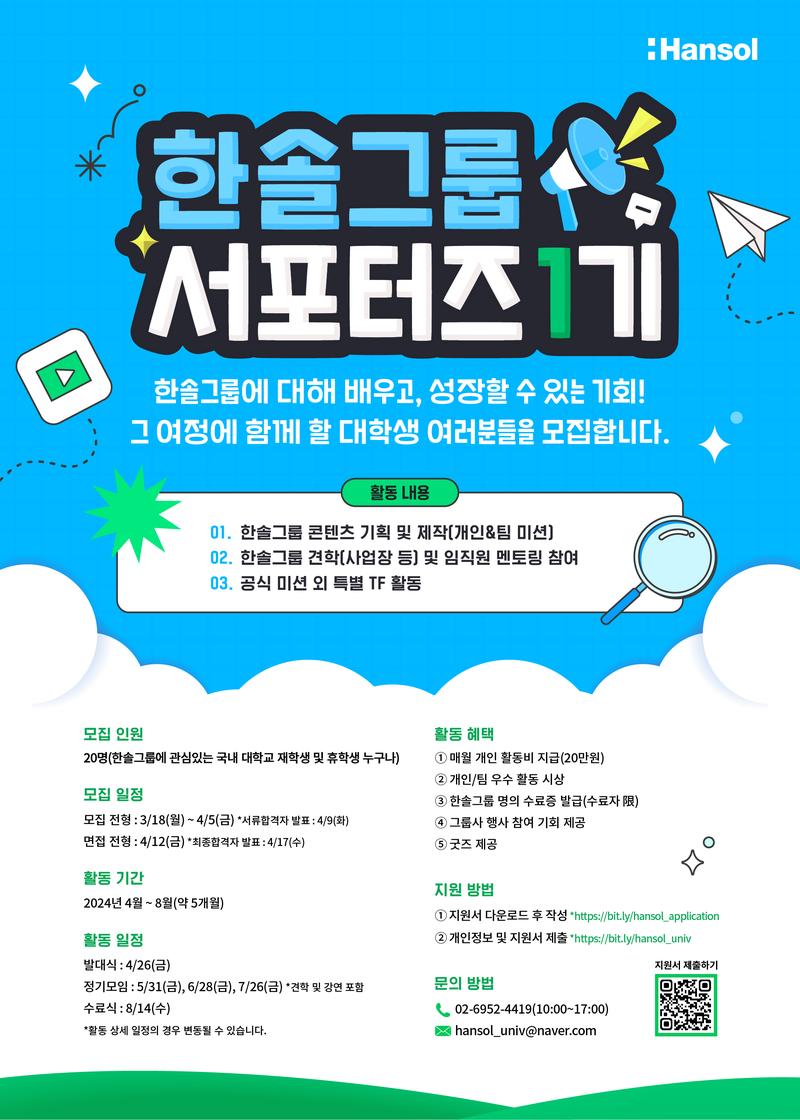 Hansol
한솔그룹
서포터즈 1기
한솔그룹에 대해 배우고, 성장할 수 있는 기회!
그 여정에 함께 할 대학생 여러분들을 모집합니다.
활동 내용
01. 한솔그룹 콘텐츠 기획 및 제작(개인&팀 미션)
02. 한솔그룹 견학(사업장 등) 및 임직원 멘토링 참여
03. 공식 미션 외 특별 TF 활동
모집 인원
20명(한솔그룹에 관심있는 국내 대학교 재학생 및 휴학생 누구나)
모집 일정
모집 전형 : 3/18(월) ~ 4/5(금) *서류합격자 발표 : 4/9(화)
면접 전형 : 4/12(금) *최종합격자 발표 : 4/17(수)
활동 기간
2024년 4월 ~ 8월(약 5개월)
활동 일정
발대식 : 4/26(금)
정기모임 : 5/31(금), 6/28(금), 7/26(금) *견학 및 강연 포함
수료식 : 8/14(수)
*활동 상세 일정의 경우 변동될 수 있습니다.
활동 혜택
① 매월 개인 활동비 지급(20만원)
② 개인/팀 우수 활동 시상
③ 한솔그룹 명의 수료증 발급(수료자 限)
④ 그룹사 행사 참여 기회 제공
⑤ 굿즈 제공
지원 방법
① 지원서 다운로드 후 작성 *https://bit.ly/hansol_application
② 개인정보 및 지원서 제출 *https://bit.ly/hansol_univ
지원서 제출하기
문의 방법
02-6952-4419(10:00~17:00)
hansol_univ@naver.com